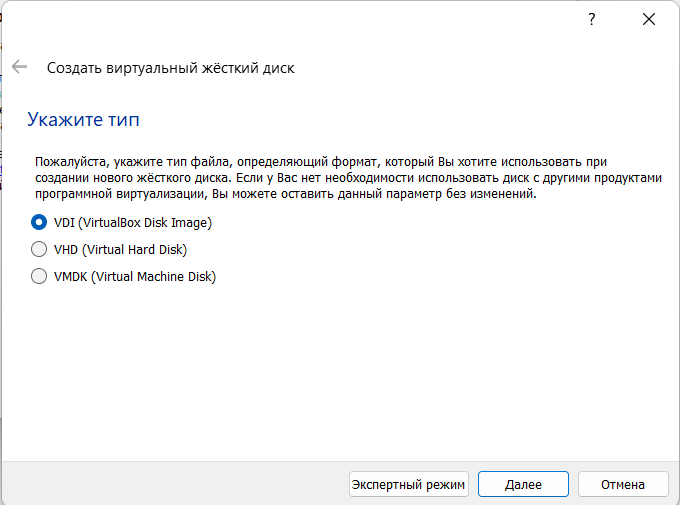 ?
Создать виртуальный жёсткий диск
Укажите тип
Пожалуйста, укажите тип файла, определяющий формат, который Вы хотите использовать при
создании нового жёсткого диска. Если у Вас нет необходимости использовать диск с другими продуктами
программной виртуализации, Вы можете оставить данный параметр без изменений.
VDI (VirtualBox Disk Image)
VHD (Virtual Hard Disk)
VMDK (Virtual Machine Disk)
Экспертный режим Далее Отмена